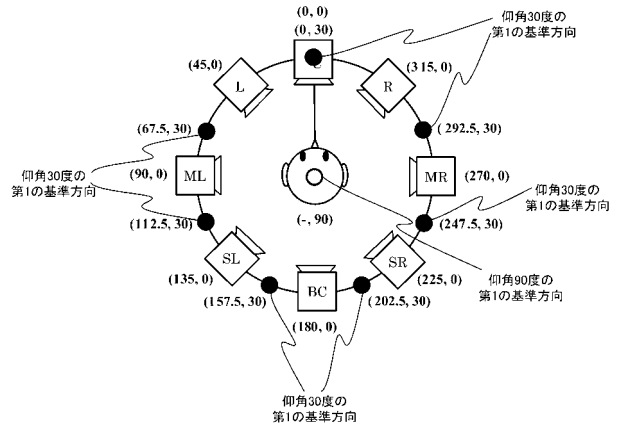 (0, 0)
(0, 30)
仰角30度の
第1の基準方向
C
(45,0)
L
R
(315, 0)
(67.5, 30)
(292.5, 30)
仰角30度の
第1の基準方向
(90, 0)
ML
MR
(270, 0)
仰角30度の
第1の基準方向
(112.5, 30)
(-, 90)
(247.5, 30)
SL
SR
(135, 0)
(225, 0)
仰角90度の
第1の基準方向
(157.5, 30)
BC
(202.5, 30)
(180, 0)
仰角30度の
第1の基準方向